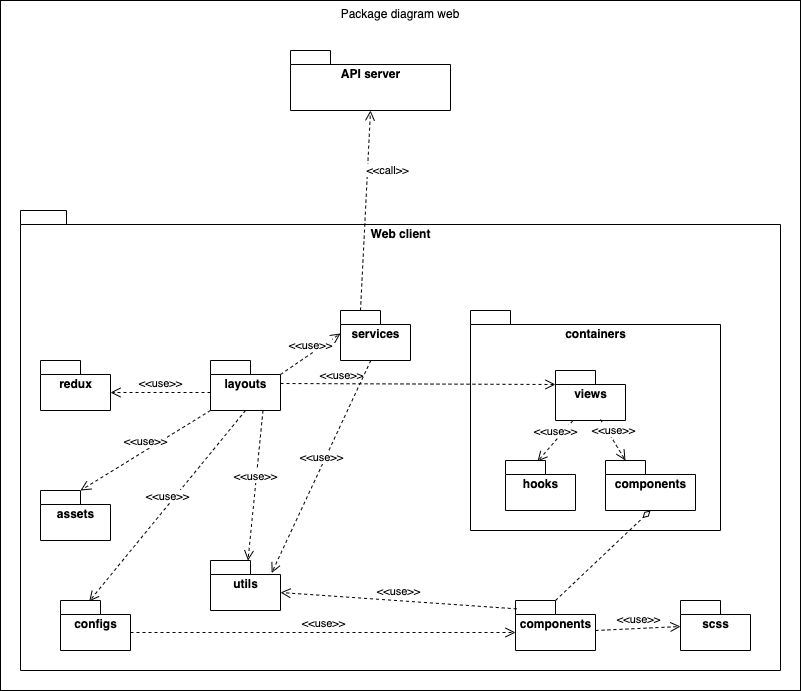 Package diagram web
API server
<<call>>
Web client
services
containers
<<use>>
redux
<<use>>
layouts
<<use>>
views
<<use>>
<<use>>
<<use>>
<<use>>
<<use>>
<<use>>
hooks
components
<<use>>
assets
utils
<<use>>
configs
<<use>>
components
<<use>>
scss